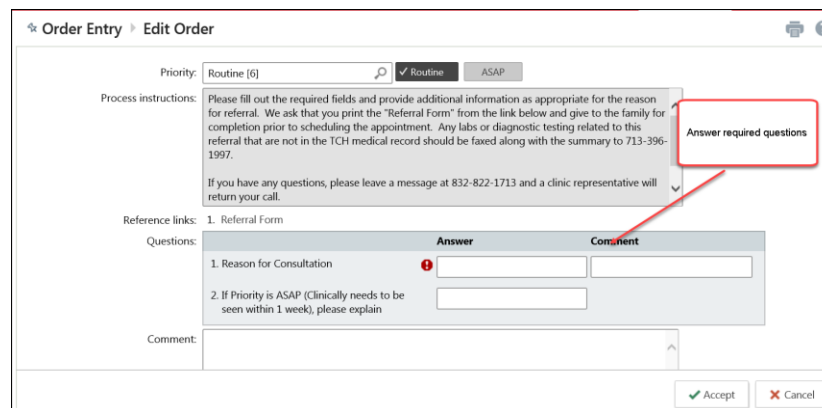 Order Entry Edit Order
Priority: Routine [6] Routine ASAP
Process instructions: Please fill out the required fields and provide additional information as appropriate for the reason
for referral. We ask that you print the "Referral Form" from the link below and give to the family for
completion prior to scheduling the appointment. Any labs or diagnostic testing related to this
referral that are not in the TCH medical record should be faxed along with the summary to 713-396-
1997.
If you have any questions, please leave a message at 832-822-1713 and a clinic representative will
return your call.
Answer required questions
Reference links: 1. Referral Form
Questions: Answer Comment
1. Reason for Consultation
2. If Priority is ASAP (Clinically needs to be
seen within 1 week), please explain
Comment:
Accept Cancel